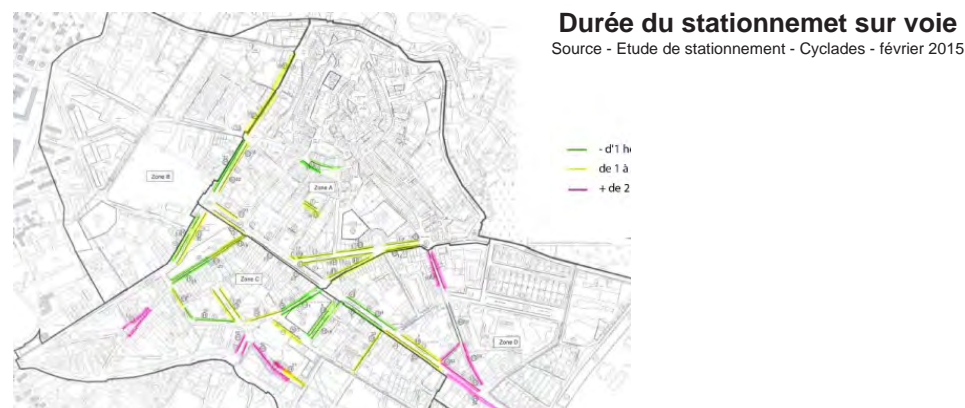 Durée du stationnemet sur voie
Source - Etude de stationnement - Cyclades - février 2015
- d'1 h
de 1 à
+ de 2
Zone B
Zone A
Zone C
Zone D